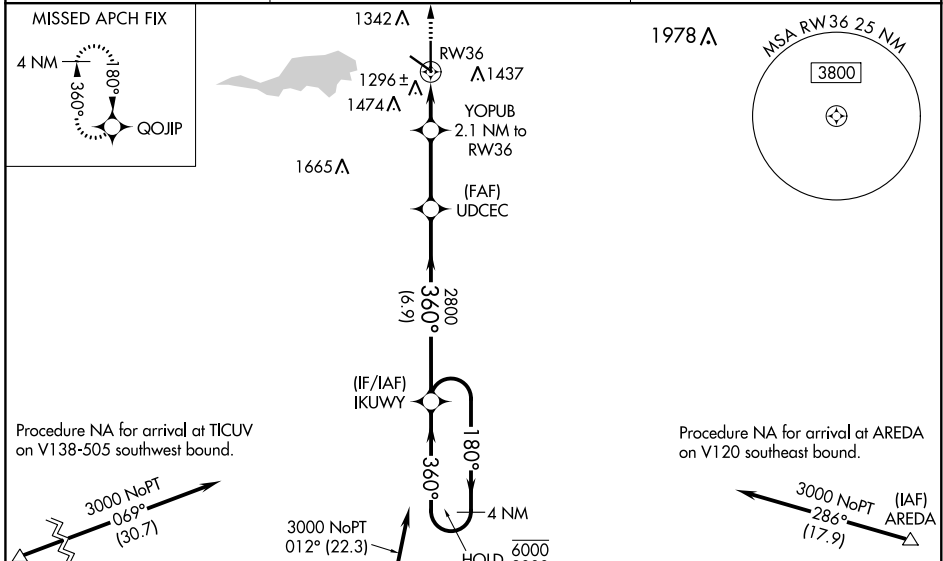 MISSED APCH FIX
4 NM
180°
360°
QOJIP
1342
RW36
1437
1296 ±
1474
YOPUB
2.1 NM to
RW36
1665
(FAF)
UDCEC
1978
MSA RW36 25 NM
3800
2800
360°
(6.9)
(IF/IAF)
IKUWY
180°
360°
4 NM
Procedure NA for arrival at TICUV
on V138-505 southwest bound.
3000 NoPT
069°
(30.7)
3000 NoPT
012° (22.3)
HOLD 6000
Procedure NA for arrival at AREDA
on V120 southeast bound.
3000 NoPT
286°
(17.9)
(IAF)
AREDA